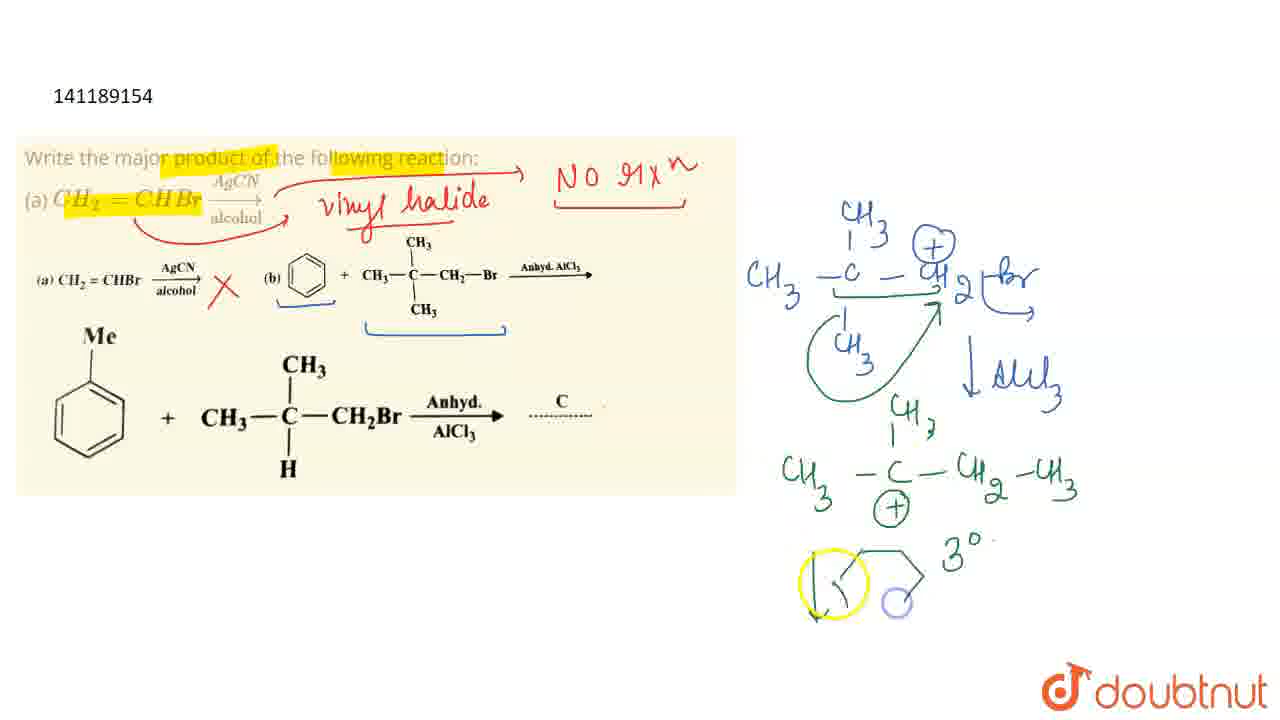 141189154
Write the major product of the following reaction:
(a) CH₂ = CHBr AgCN alcohol
vinyl halide
NO rxⁿ
(a) CH₂ = CHBr AgCN alcohol X
(b) + CH₃—C—CH₂—Br Anhyd. AlCl₃
CH₃
CH₃
Me
+ CH₃—C—CH₂Br Anhyd. AlCl₃ C
CH₃
H
CH₃
CH₃ — C — CH₂ Br
+
CH₃
AlCl₃
CH₃
CH₃ — C — CH₂ — CH₃
+
3°
doubtnut